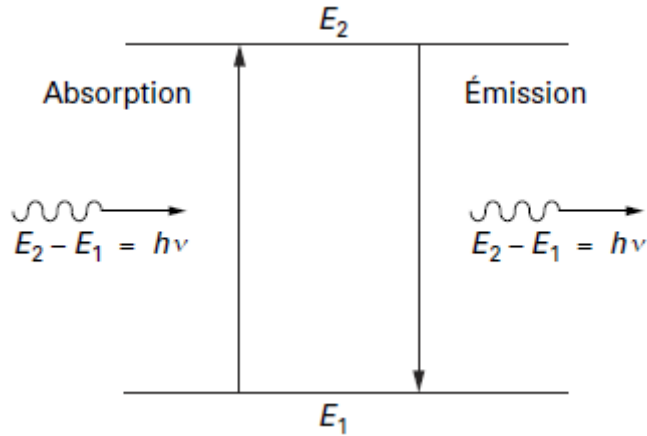 E₂
Absorption
Émission
E₂ – E₁ = hν
E₂ – E₁ = hν
E₁